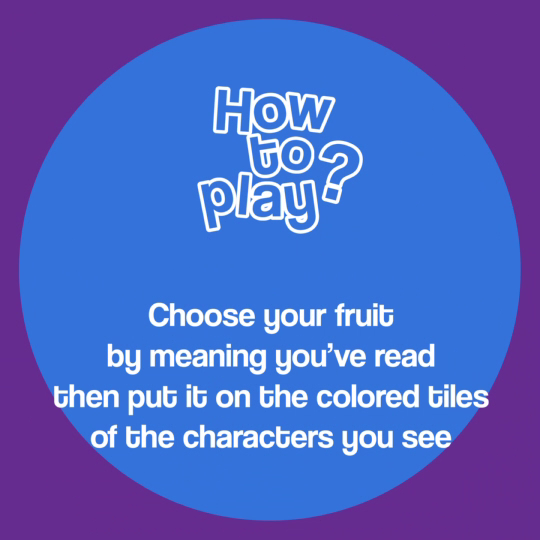 How
to
play?
Choose your fruit
by meaning you've read
then put it on the colored tiles
of the characters you see